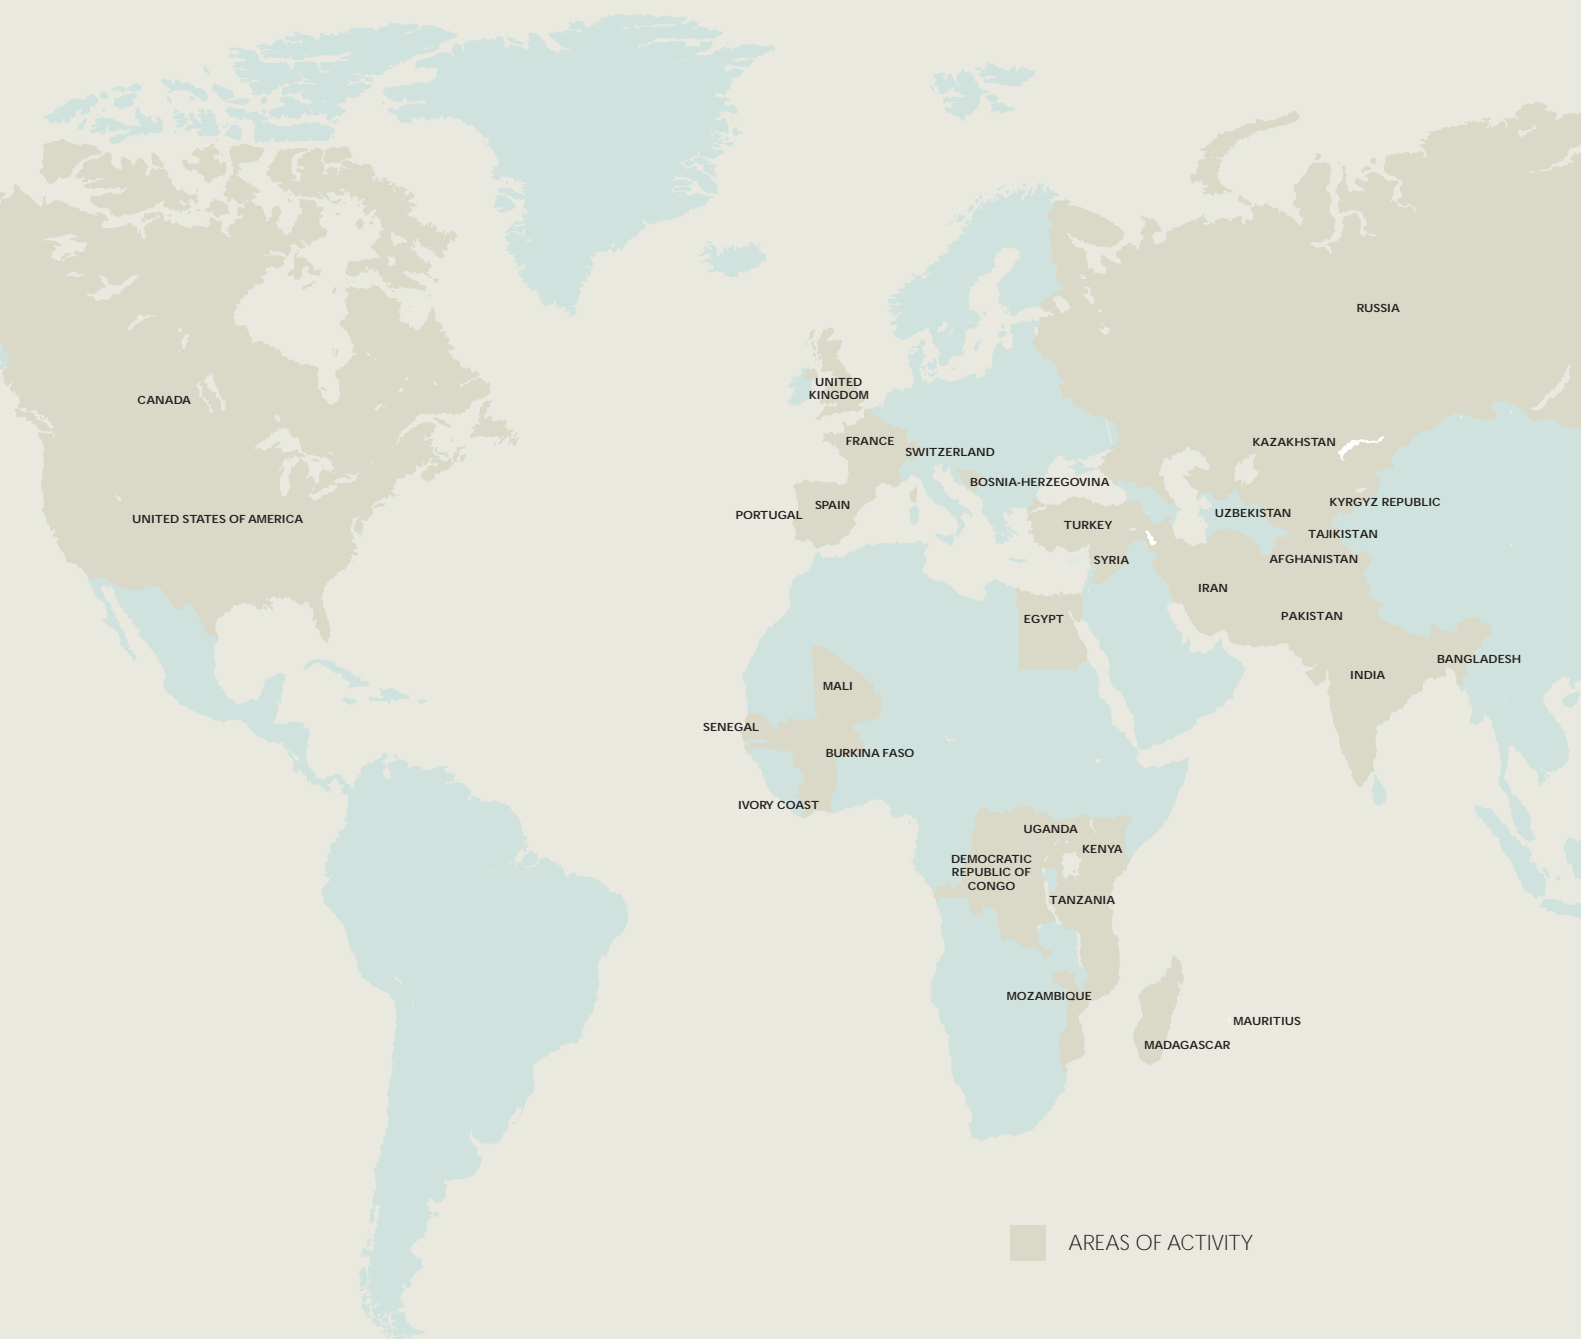 RUSSIA
UNITED
KINGDOM
CANADA
FRANCE
KAZAKHSTAN
SWITZERLAND
BOSNIA-HERZEGOVINA
KYRGYZ REPUBLIC
SPAIN
UZBEKISTAN
PORTUGAL
UNITED STATES OF AMERICA
TURKEY
TAJIKISTAN
SYRIA
AFGHANISTAN
IRAN
PAKISTAN
EGYPT
BANGLADESH
INDIA
MALI
SENEGAL
BURKINA FASO
IVORY COAST
UGANDA
KENYA
DEMOCRATIC
REPUBLIC OF
CONGO
TANZANIA
MOZAMBIQUE
MAURITIUS
MADAGASCAR
AREAS OF ACTIVITY